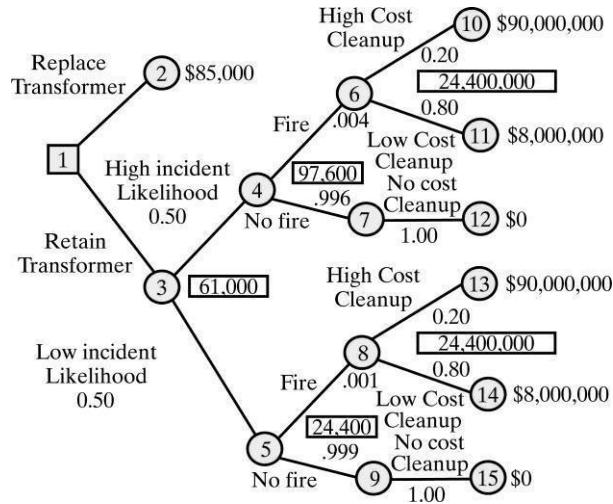 High Cost
Cleanup
10
$90,000,000
0.20
24,400,000
Replace
Transformer
2
$85,000
6
0.80
Fire
.004
Low Cost
Cleanup
11
$8,000,000
1
High incident
Likelihood
0.50
4
97,600
.996
No cost
Cleanup
No fire
7
1.00
12
$0
Retain
Transformer
3
61,000
High Cost
Cleanup
13
$90,000,000
0.20
24,400,000
Low incident
Likelihood
0.50
8
0.80
Fire
.001
Low Cost
Cleanup
14
$8,000,000
5
24,400
.999
No cost
Cleanup
No fire
9
1.00
15
$0